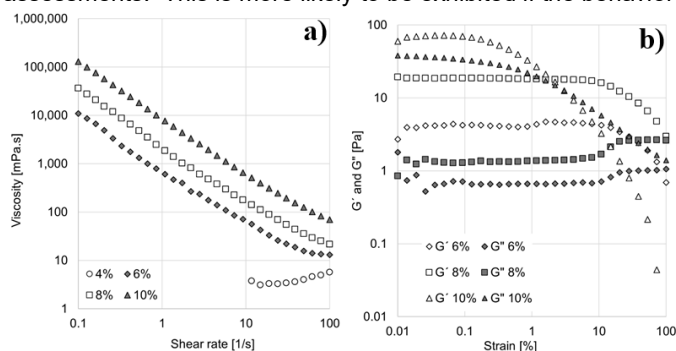 assessments. This is more likely to be exhibited if the behavior
a)
1,000,000
100,000
10,000
1,000
100
10
1
Viscosity [mPa.s]
4% 6%
8% 10%
0.1 1 10 100
Shear rate [1/s]
b)
100
10
1
0.1
0.01
G′ and G″ [Pa]
G′ 6% G″ 6%
G′ 8% G″ 8%
G′ 10% G″ 10%
0.01 0.1 1 10 100
Strain [%]